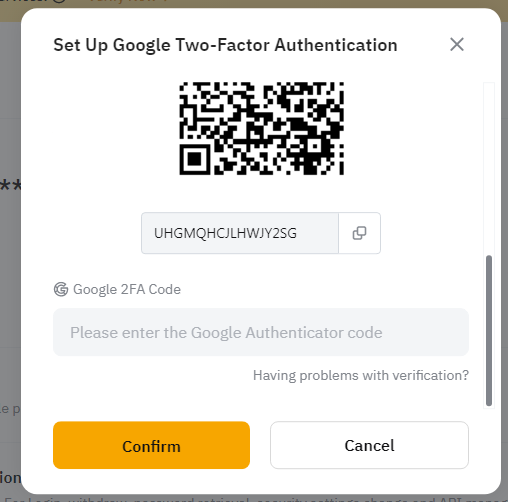 Set Up Google Two-Factor Authentication
UHGMQHCJLHWJY2SG
Google 2FA Code
Please enter the Google Authenticator code
Having problems with verification?
Confirm
Cancel